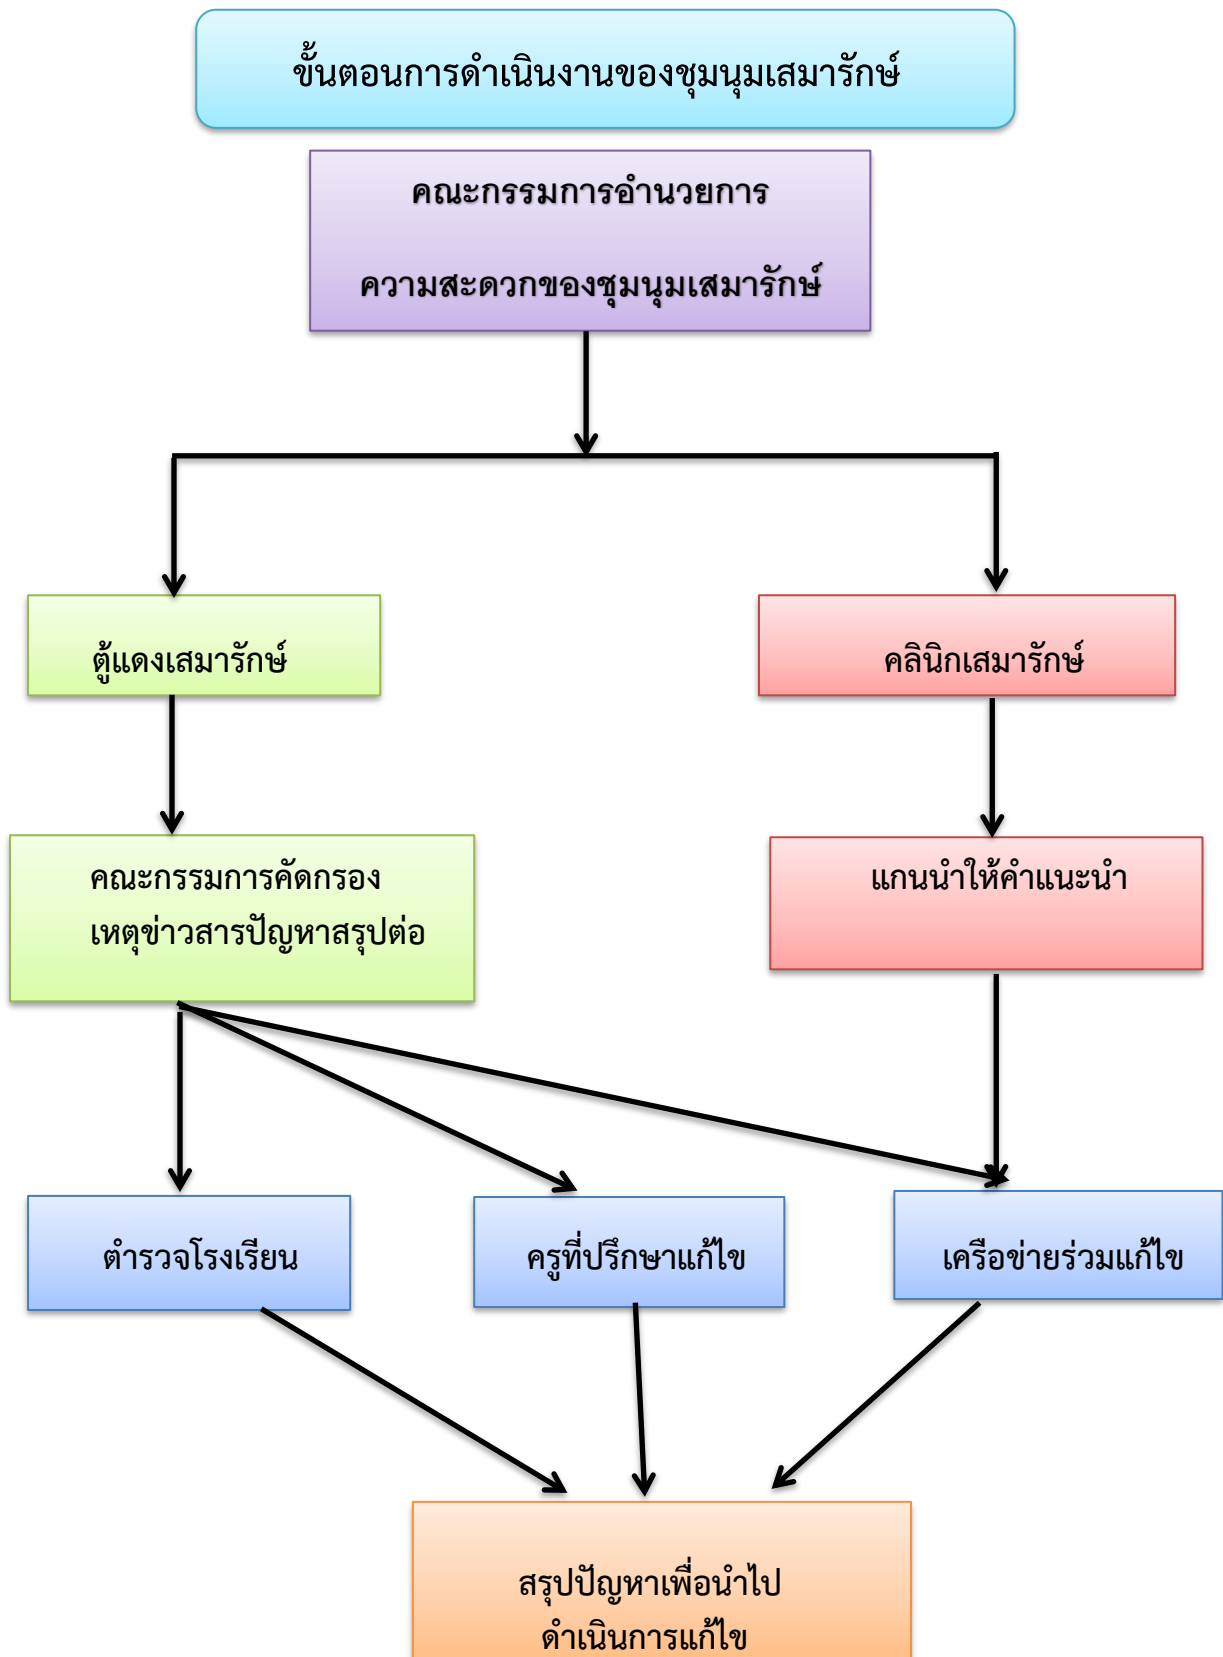 ขั้นตอนการดำเนินงานของชุมนุมเสมารักษ์
คณะกรรมการอำนวยการ
ความสะดวกของชุมนุมเสมารักษ์
ตู้แดงเสมารักษ์
คลินิกเสมารักษ์
คณะกรรมการคัดกรอง
เหตุข่าวสารปัญหาสรุปต่อ
แกนนำให้คำแนะนำ
ตำรวจโรงเรียน
ครูที่ปรึกษาแก้ไข
เครือข่ายร่วมแก้ไข
สรุปปัญหาเพื่อนำไป
ดำเนินการแก้ไข